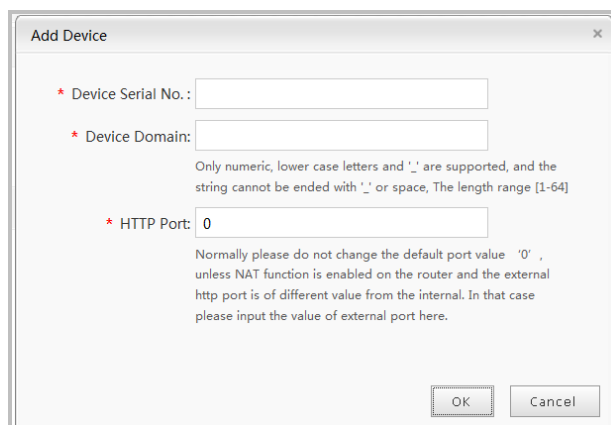 Add Device ×
* Device Serial No. :
* Device Domain:
Only numeric, lower case letters and '_' are supported, and the
string cannot be ended with '_' or space, The length range [1-64]
* HTTP Port: 0
Normally please do not change the default port value '0' ,
unless NAT function is enabled on the router and the external
http port is of different value from the internal. In that case
please input the value of external port here.
OK Cancel